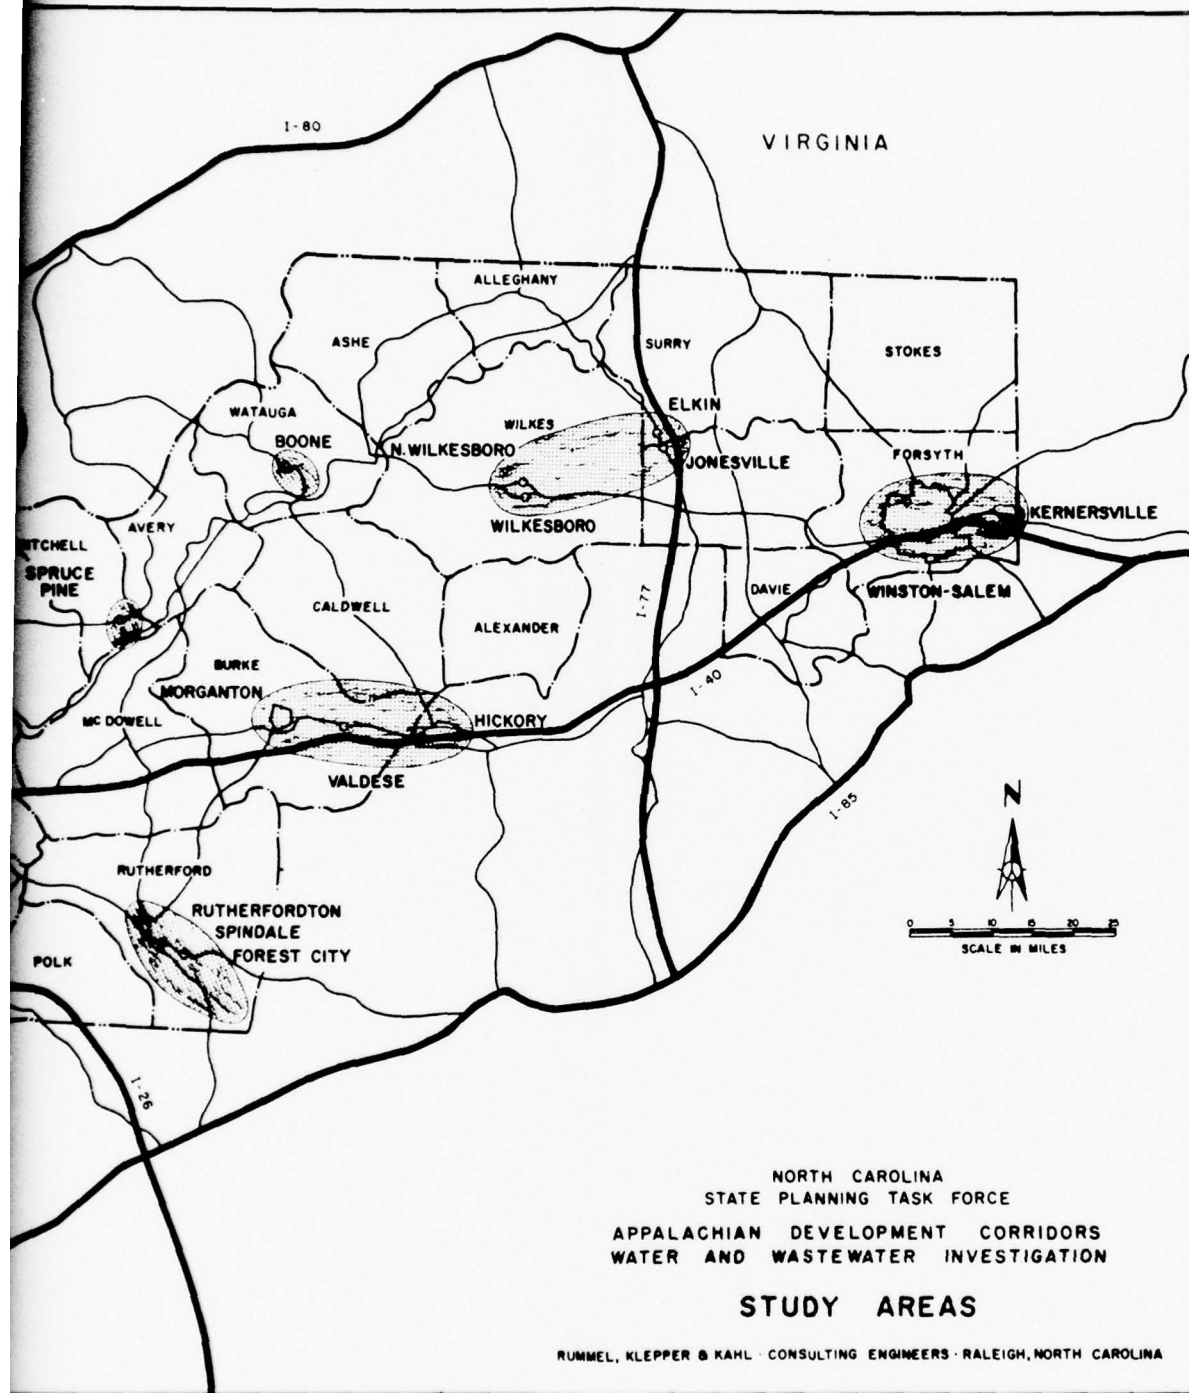 I-80
VIRGINIA
ALLEGHANY
ASHE
SURRY
STOKES
WATAUGA
ELKIN
WILKES
BOONE
N. WILKESBORO
FORSYTH
JONESVILLE
WILKESBORO
KERNERSVILLE
AVERY
ITCHELL
SPRUCE
PINE
CALDWELL
I-77
DAVIE
WINSTON-SALEM
ALEXANDER
BURKE
MORGANTON
I-40
MC DOWELL
HICKORY
VALDESE
I-85
N
RUTHERFORD
RUTHERFORDTON
SPINDALE
FOREST CITY
0 5 10 15 20 25
SCALE IN MILES
POLK
I-26
NORTH CAROLINA
STATE PLANNING TASK FORCE
APPALACHIAN DEVELOPMENT CORRIDORS
WATER AND WASTEWATER INVESTIGATION
STUDY AREAS
RUMMEL, KLEPPER & KAHL · CONSULTING ENGINEERS · RALEIGH, NORTH CAROLINA